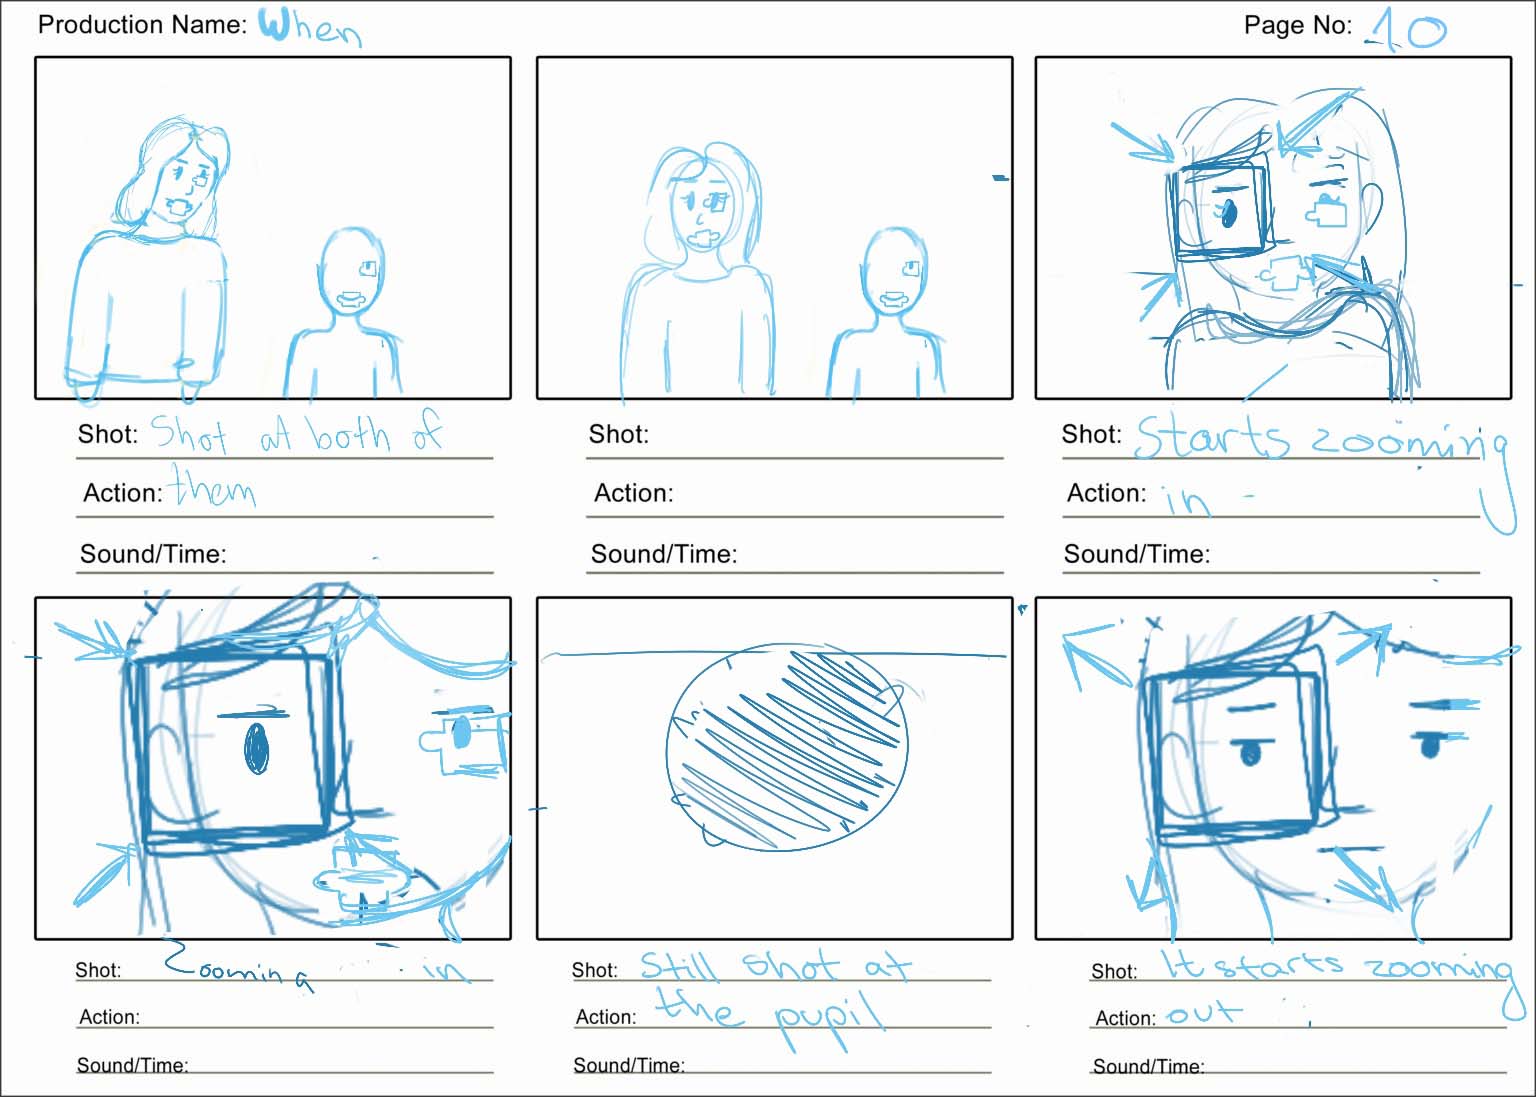 Production Name: When
Page No: 10
Shot: Shot at both of
Action: them
Sound/Time:
Shot:
Action:
Sound/Time:
Shot: Starts zooming
Action: in -
Sound/Time:
Shot: Zooming in
Action:
Sound/Time:
Shot: Still shot at
Action: the pupil
Sound/Time:
Shot: It starts zooming
Action: out
Sound/Time: